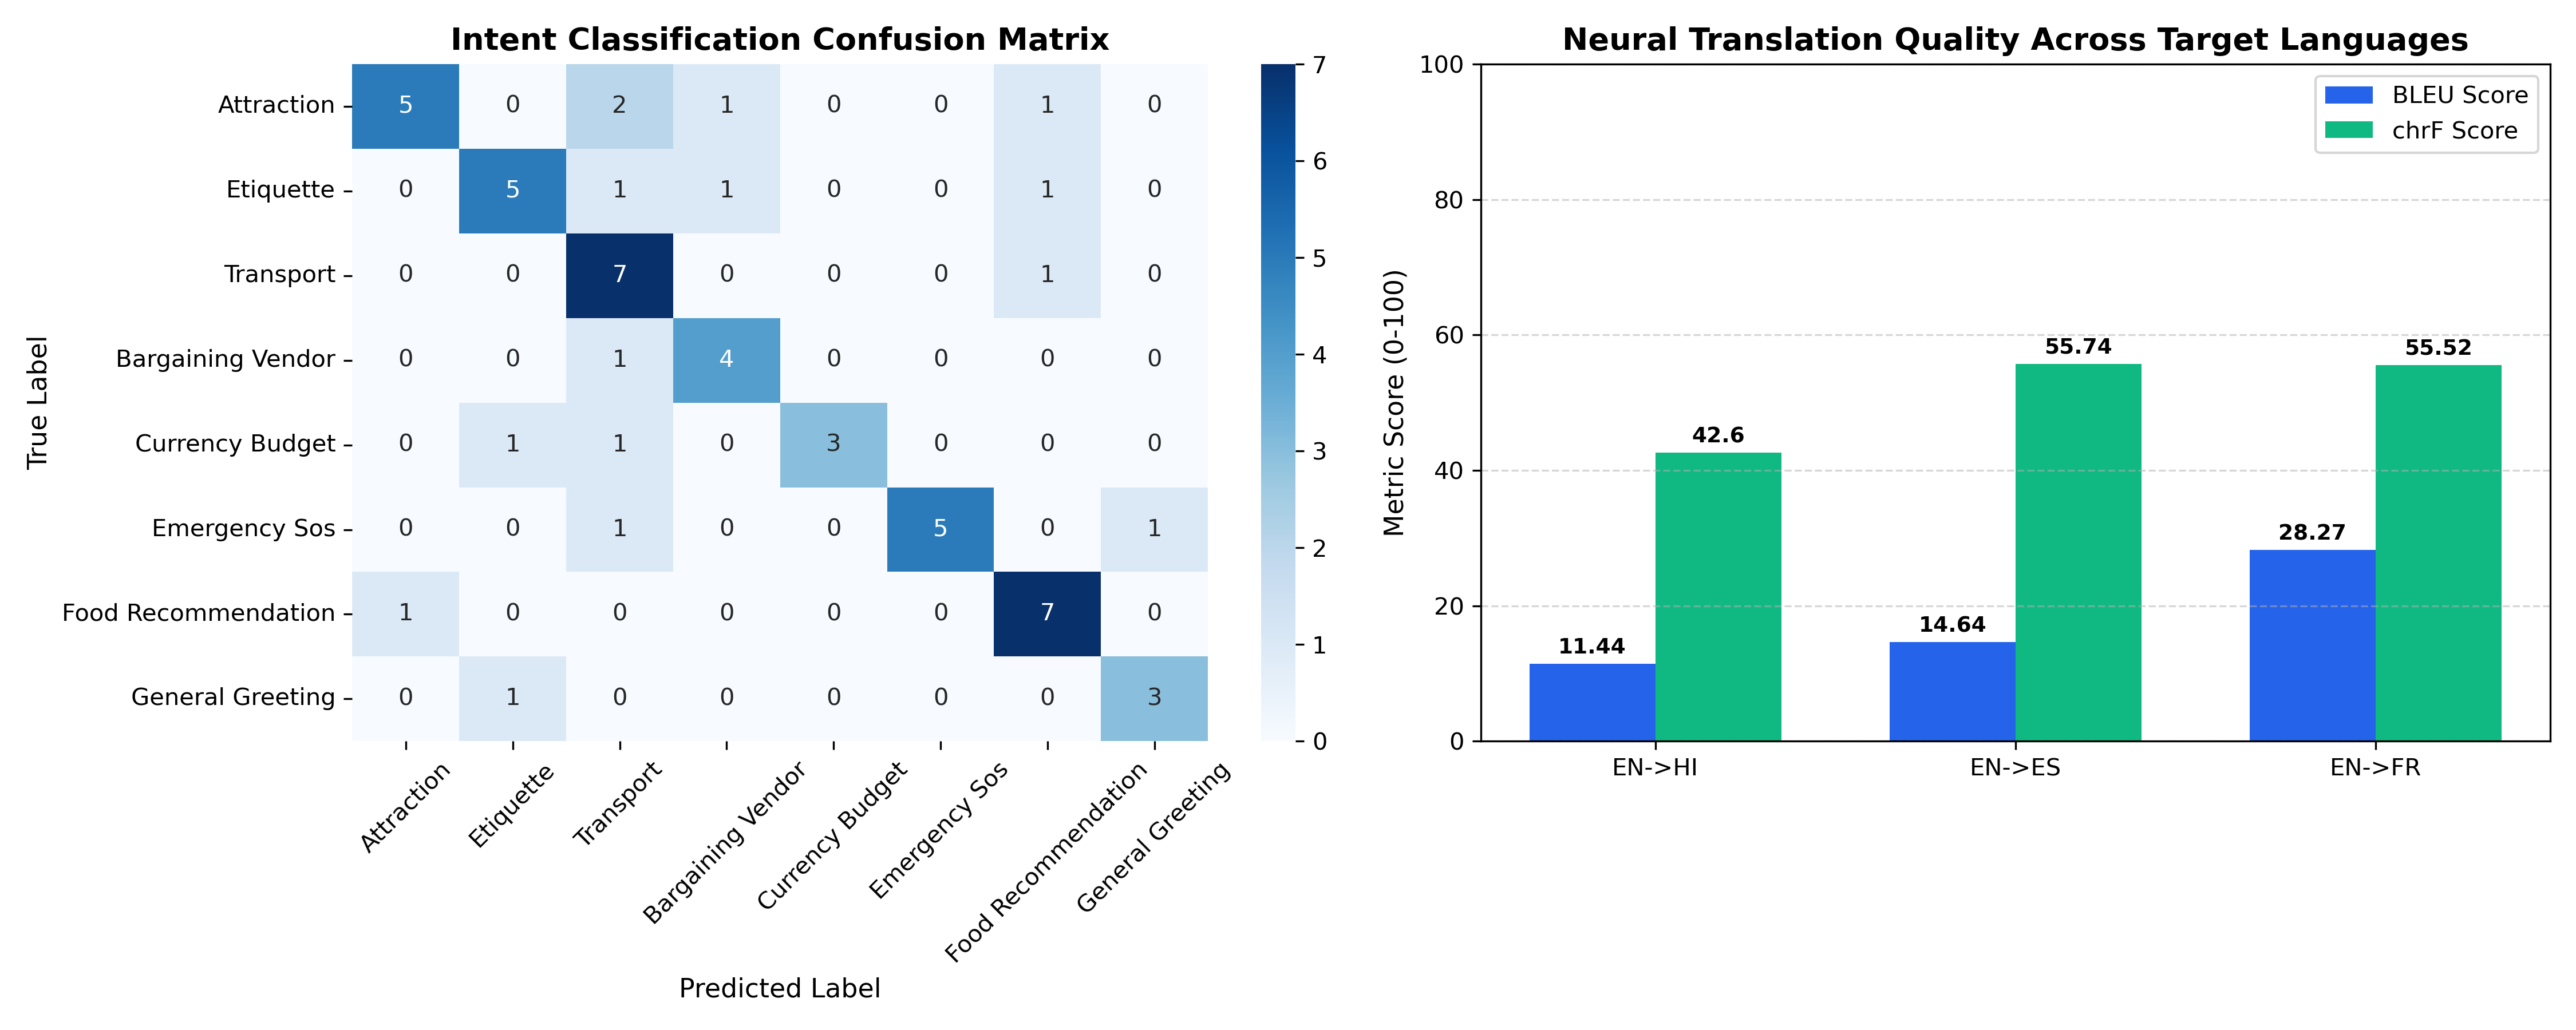 Intent Classification Confusion Matrix
Attraction 5 0 2 1 0 0 1 0
Etiquette 0 5 1 1 0 0 1 0
Transport 0 0 7 0 0 0 1 0
Bargaining Vendor 0 0 1 4 0 0 0 0
Currency Budget 0 1 1 0 3 0 0 0
Emergency Sos 0 0 1 0 0 5 0 1
Food Recommendation 1 0 0 0 0 0 7 0
General Greeting 0 1 0 0 0 0 0 3
True Label
Attraction
Etiquette
Transport
Bargaining Vendor
Currency Budget
Emergency Sos
Food Recommendation
General Greeting
Predicted Label
7
6
5
4
3
2
1
0
Neural Translation Quality Across Target Languages
BLEU Score
chrF Score
Metric Score (0-100)
100
80
60
40
20
0
11.44
42.6
14.64
55.74
28.27
55.52
EN->HI
EN->ES
EN->FR